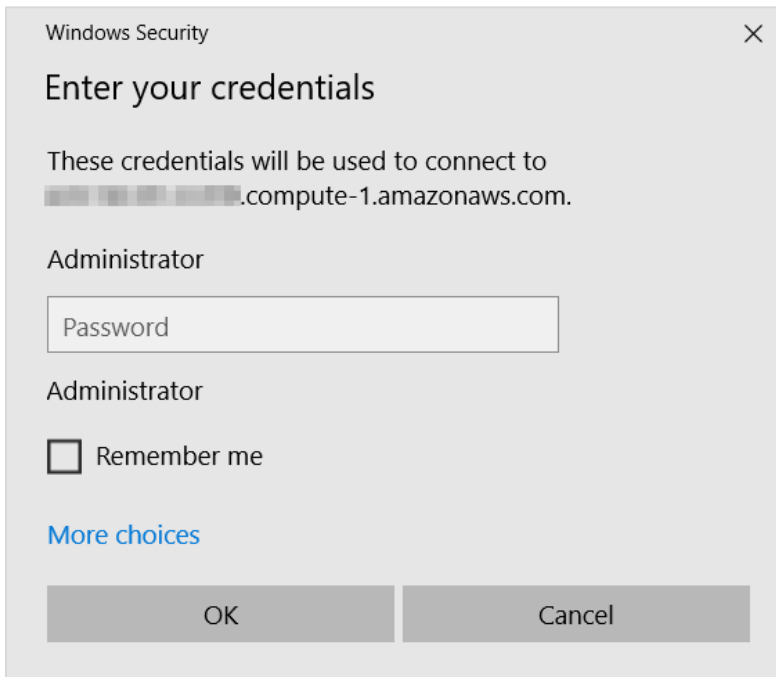 Windows Security
Enter your credentials
These credentials will be used to connect to
.compute-1.amazonaws.com.
Administrator
Password
Administrator
Remember me
More choices
OK
Cancel